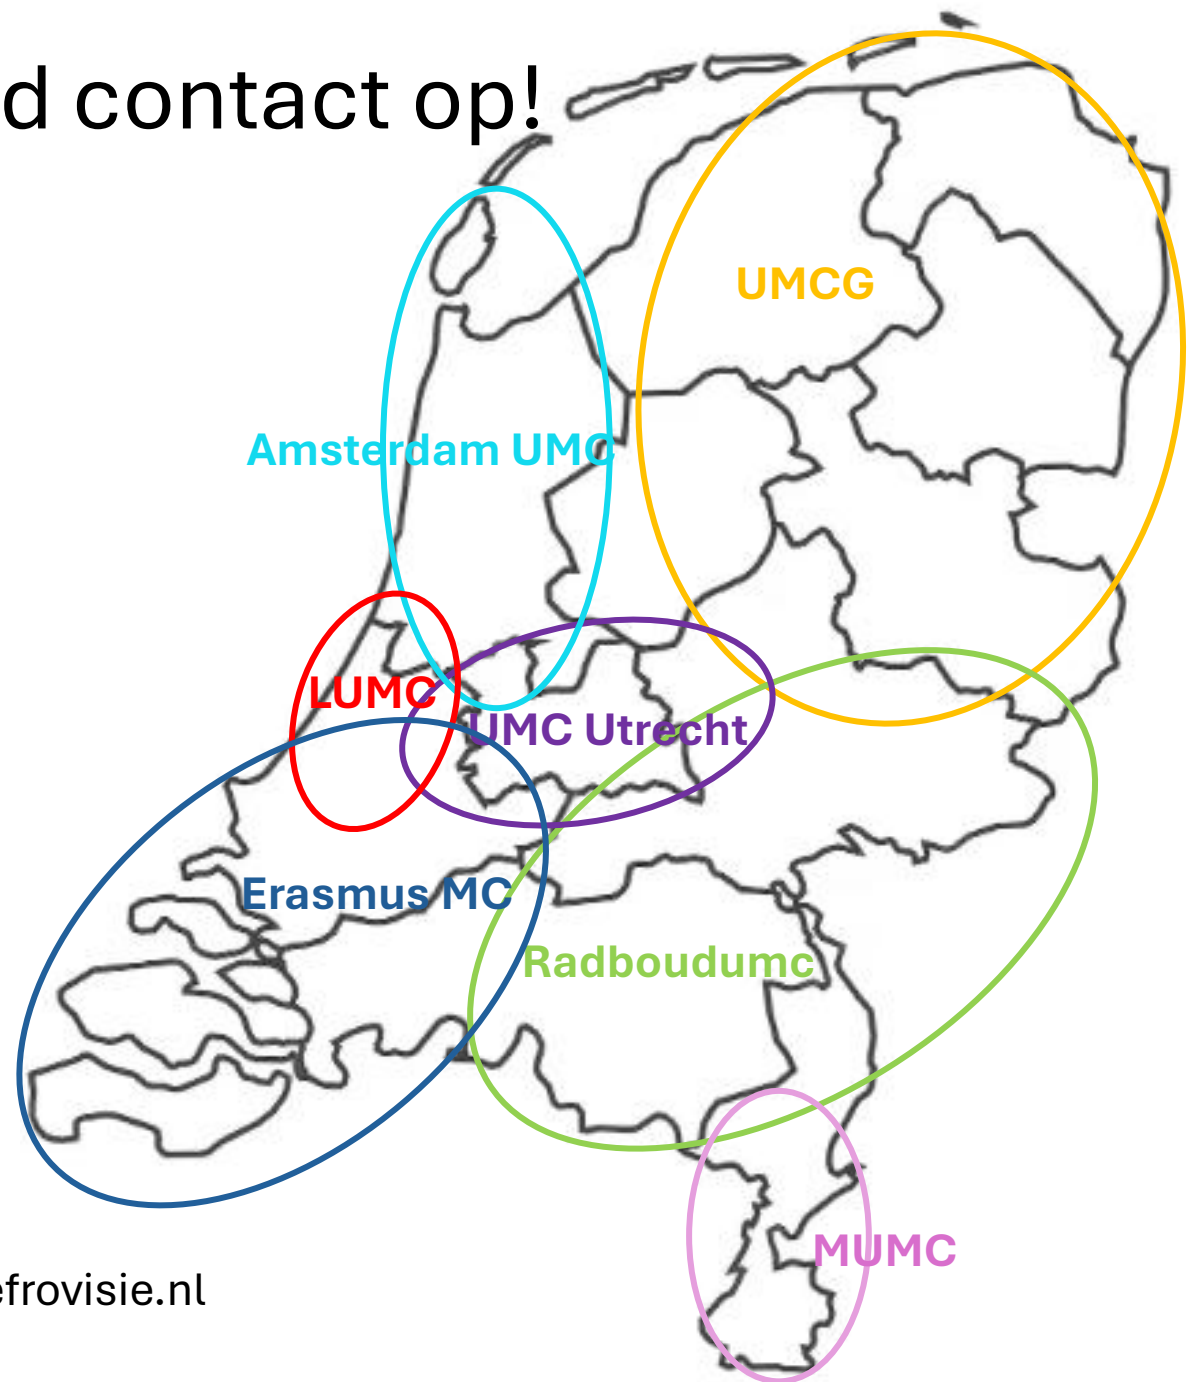 d contact op!
UMCG
Amsterdam UMC
LUMC
UMC Utrecht
Erasmus MC
Radboudumc
MUMC
efrovisie.nl